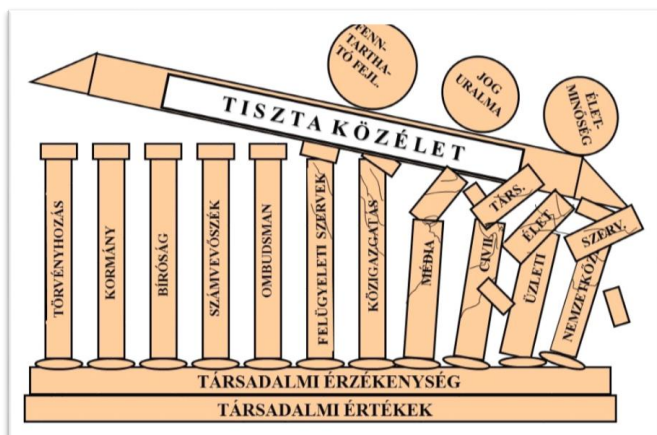 FENN-
TARTHA-
TÓ FEJL.
JOG
URALMA
ÉLET-
MINŐSÉG
TISZTA KÖZÉLET
TÖRVÉNYHOZÁS
KORMÁNY
BÍRÓSÁG
SZÁMVEVŐSZÉK
OMBUDSMAN
FELÜGYELETI SZERVEK
KÖZIGAZGATÁS
MÉDIA
CIVIL
TÁRS.
ÜZLETI
ÉLET
NEMZETKÖZI
SZERV.
TÁRSADALMI ÉRZÉKENYSÉG
TÁRSADALMI ÉRTÉKEK